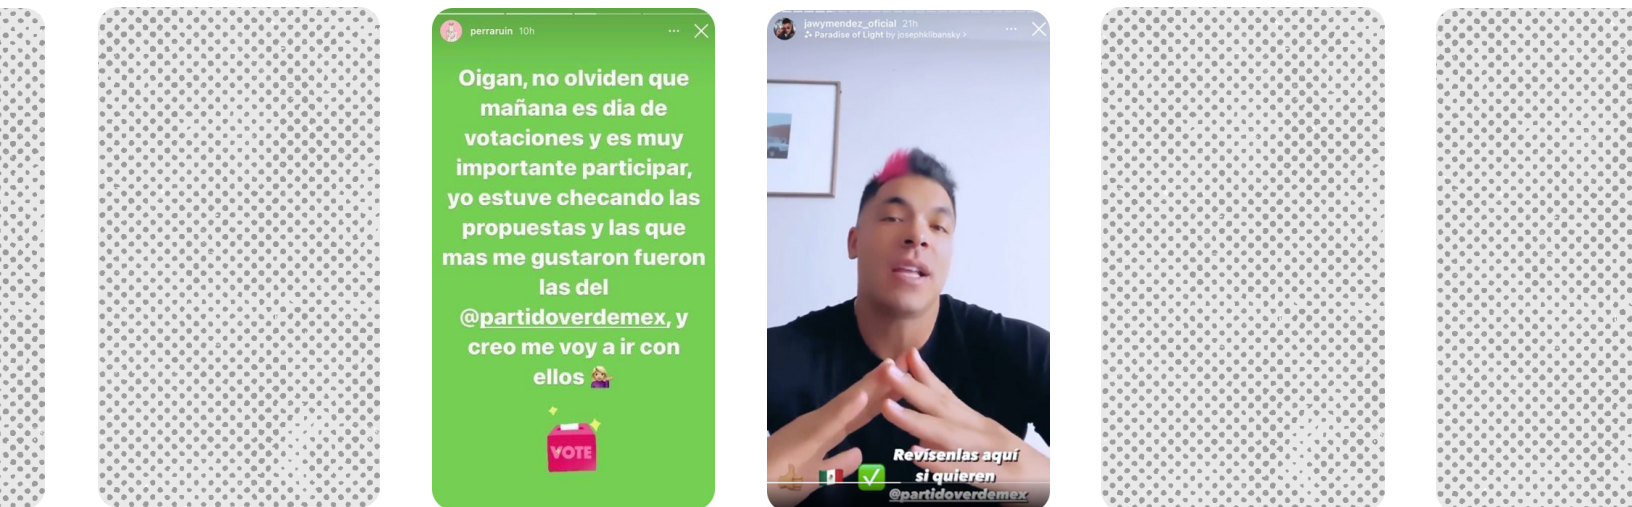 perraruin 10h
Oigan, no olviden que
mañana es dia de
votaciones y es muy
importante participar,
yo estuve checando las
propuestas y las que
mas me gustaron fueron
las del
@partidoverdemex, y
creo me voy a ir con
ellos
VOTE
jawymendez_oficial 21h
Paradise of Light by josephklibansky >
Revísenlas aquí
si quieren
@partidoverdemex